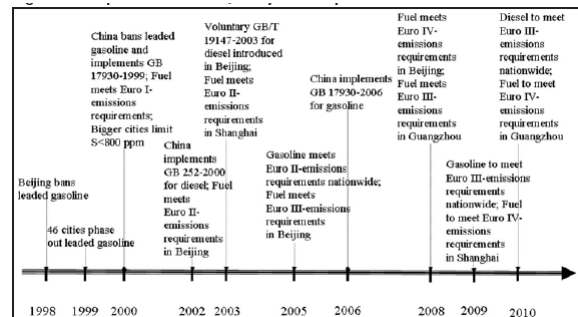 China bans leaded
gasoline and
implements GB
17930-1999; Fuel
meets Euro I-
emissions
requirements;
Bigger cities limit
S<800 ppm
Voluntary GB/T
19147-2003 for
diesel introduced
in Beijing;
Fuel meets
Euro II-
emissions
requirements
in Shanghai
China implements
GB 17930-2006
for gasoline
Fuel meets
Euro IV-
emissions
requirements
in Beijing;
Fuel meets
Euro III-
emissions
requirements
in Guangzhou
Diesel to meet
Euro III-
emissions
requirements
nationwide;
Fuel to meet
Euro IV-
emissions
requirements
in Guangzhou
Beijing bans
leaded gasoline
46 cities phase
out leaded gasoline
China
implements
GB 252-2000
for diesel; Fuel
meets
Euro II-
emissions
requirements
in Beijing
Gasoline meets
Euro II-emissions
requirements nationwide;
Fuel meets
Euro III-emissions
requirements
in Beijing
Gasoline to meet
Euro III-emissions
requirements
nationwide; Fuel
to meet Euro IV-
emissions
requirements
in Shanghai
1998 1999 2000 2002 2003 2005 2006 2008 2009 2010